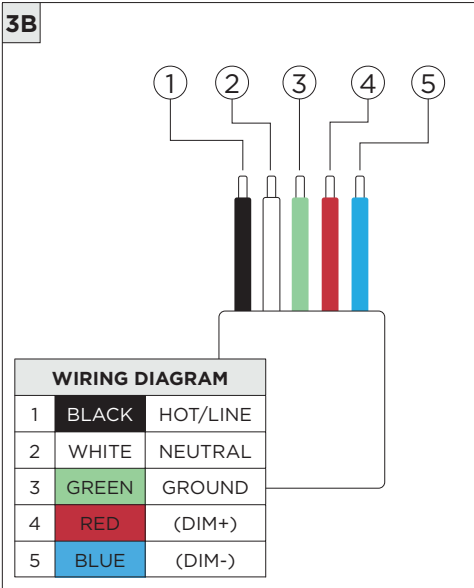 3B
1 2 3 4 5
WIRING DIAGRAM
1 BLACK HOT/LINE
2 WHITE NEUTRAL
3 GREEN GROUND
4 RED (DIM+)
5 BLUE (DIM-)